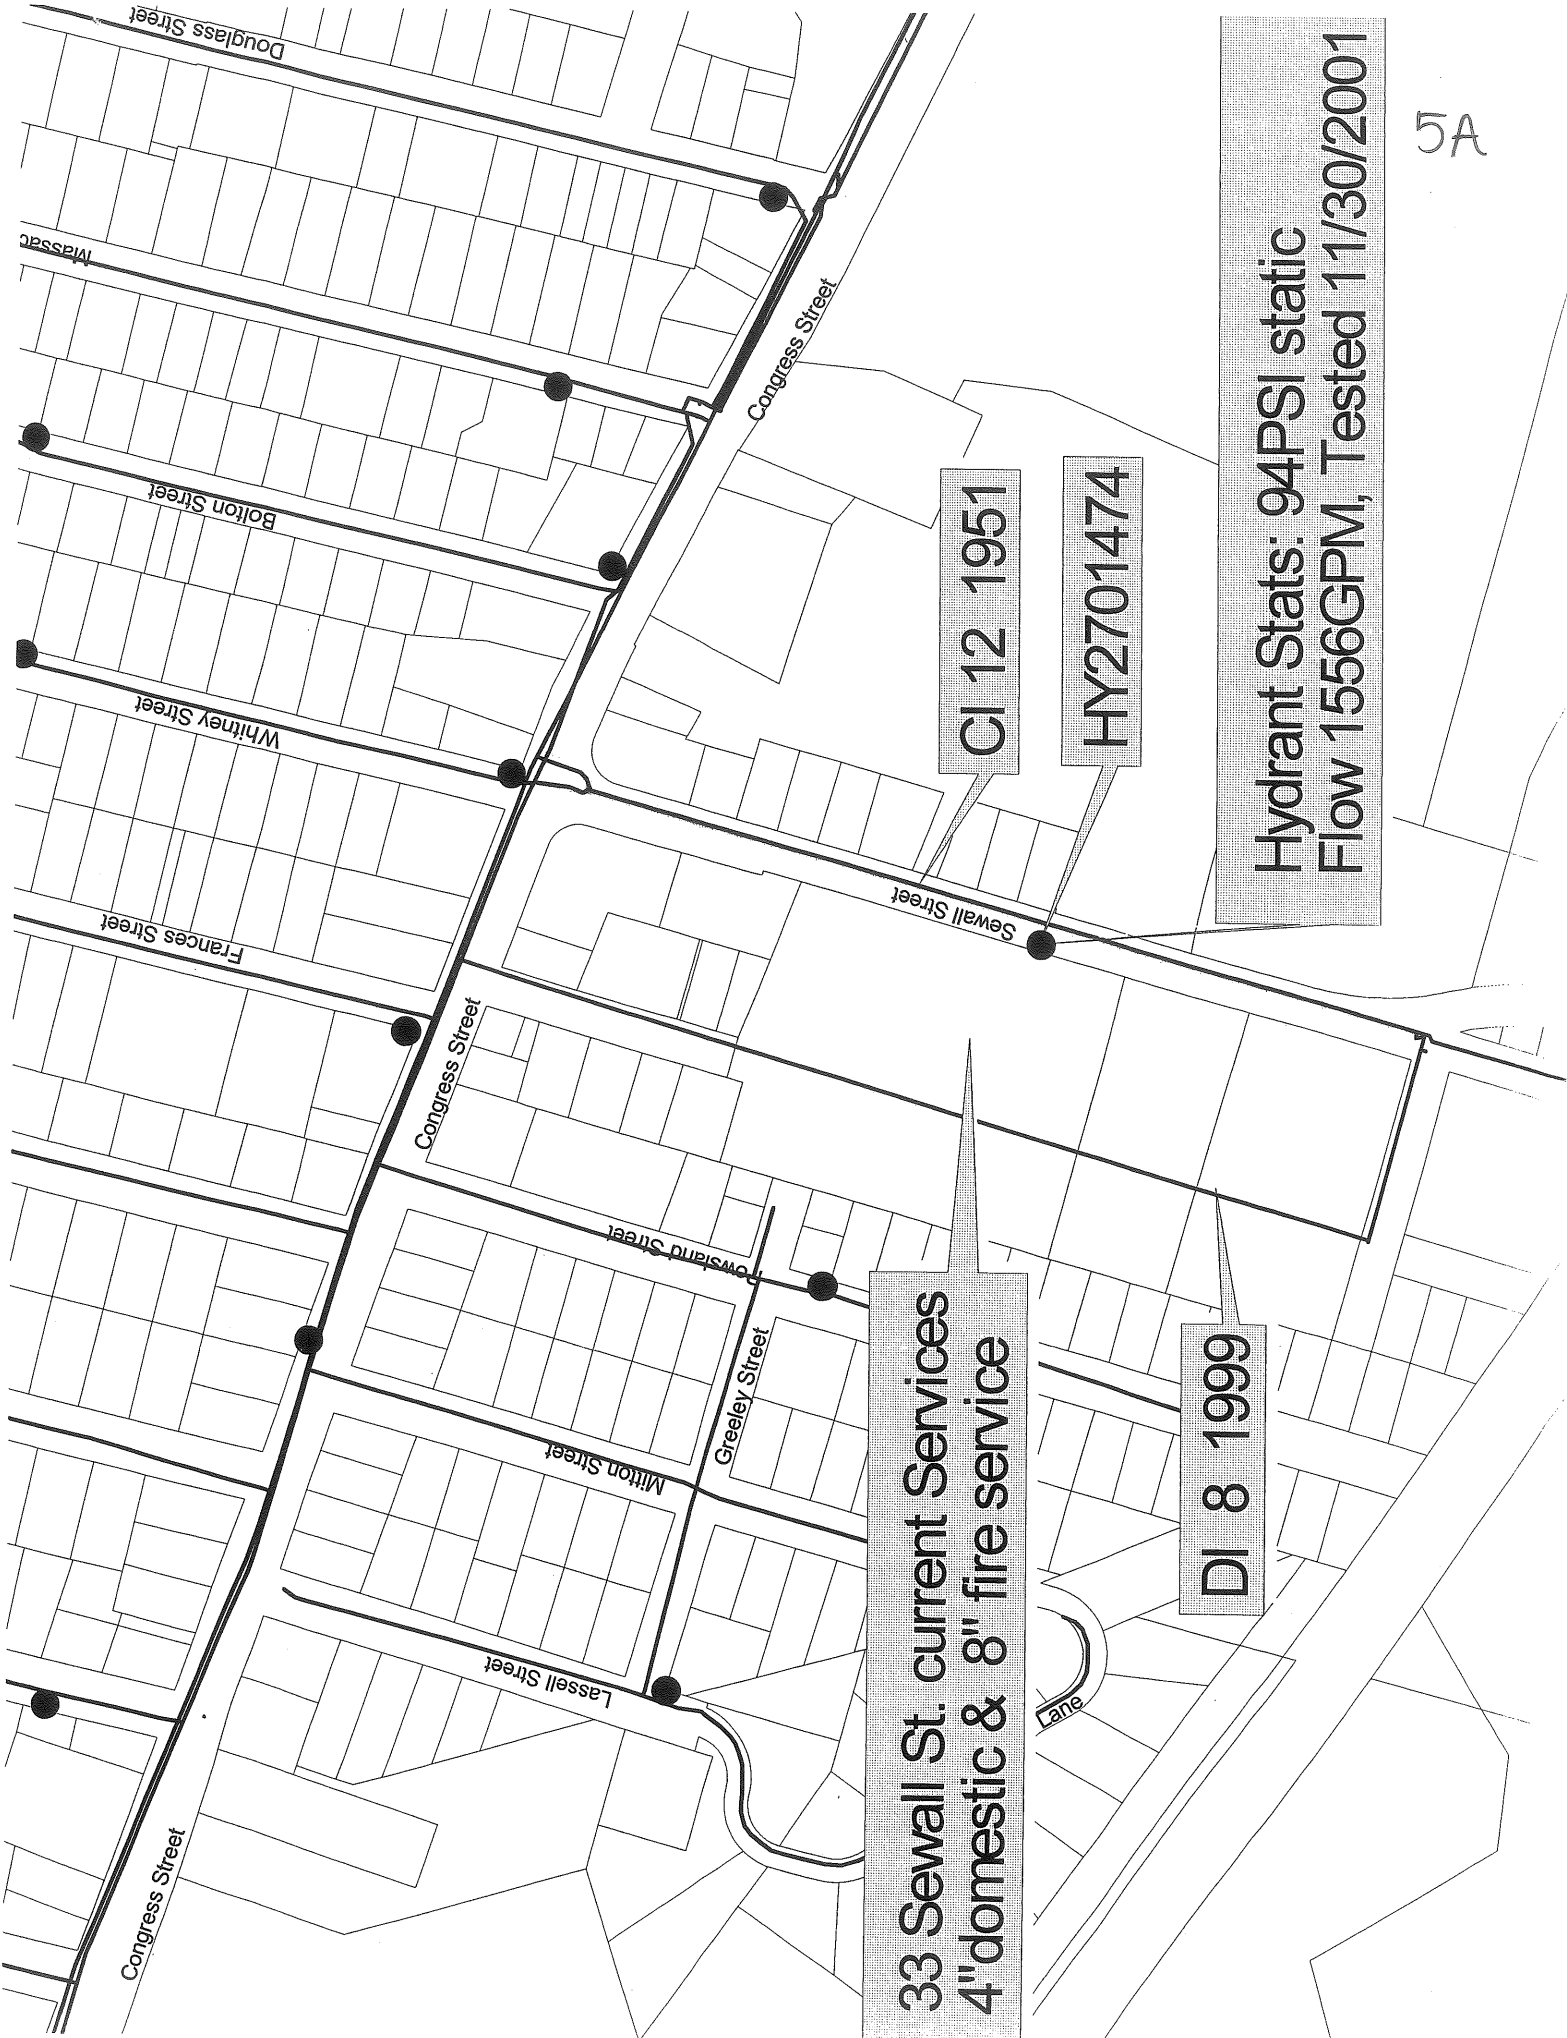 Douglass Street
Massac
Bolton Street
Whitney Street
Frances Street
Congress Street
Congress Street
Congress Street
Sewall Street
Powsland Street
Greeley Street
Mitton Street
Lassell Street
Lane
CI 12 1951
HY2701474
Hydrant Stats: 94PSI static
Flow 1556GPM, Tested 11/30/2001
5A
33 Sewall St. current Services
4"domestic & 8" fire service
DI 8 1999